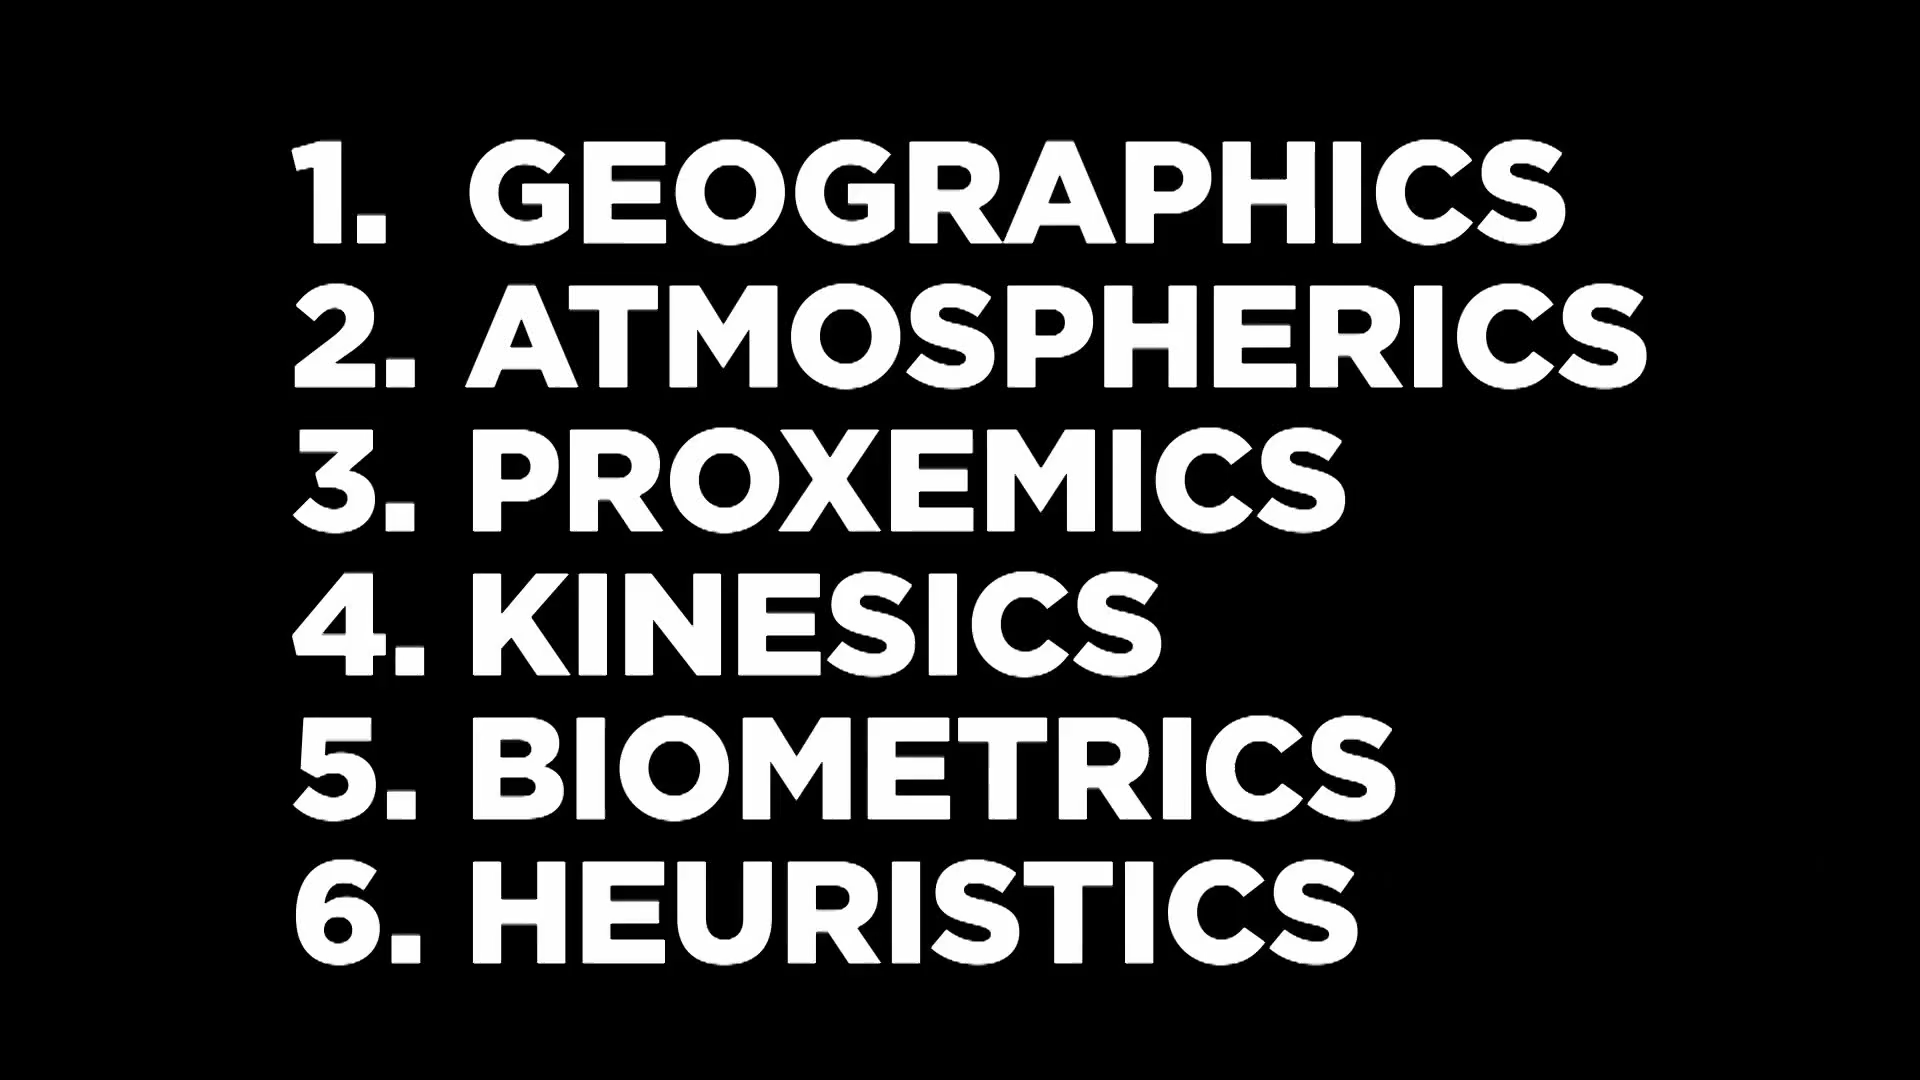 1. GEOGRAPHICS
2. ATMOSPHERICS
3. PROXEMICS
4. KINESICS
5. BIOMETRICS
6. HEURISTICS